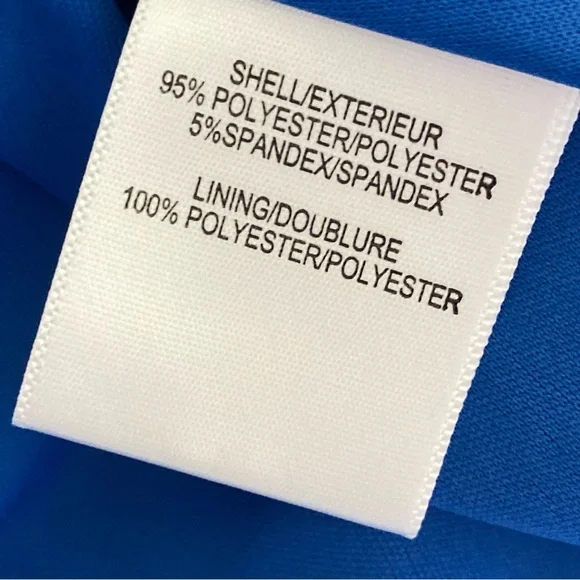 SHELL/EXTERIEUR
95% POLYESTER/POLYESTER
5%SPANDEX/SPANDEX
LINING/DOUBLURE
100% POLYESTER/POLYESTER